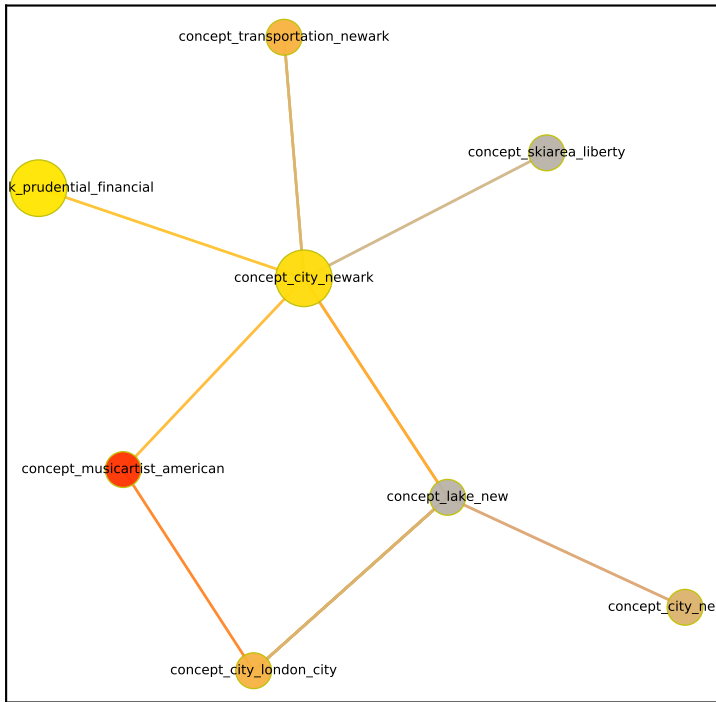 concept_transportation_newark
concept_skiarea_liberty
k_prudential_financial
concept_city_newark
concept_musicartist_american
concept_lake_new
concept_city_ne
concept_city_london_city